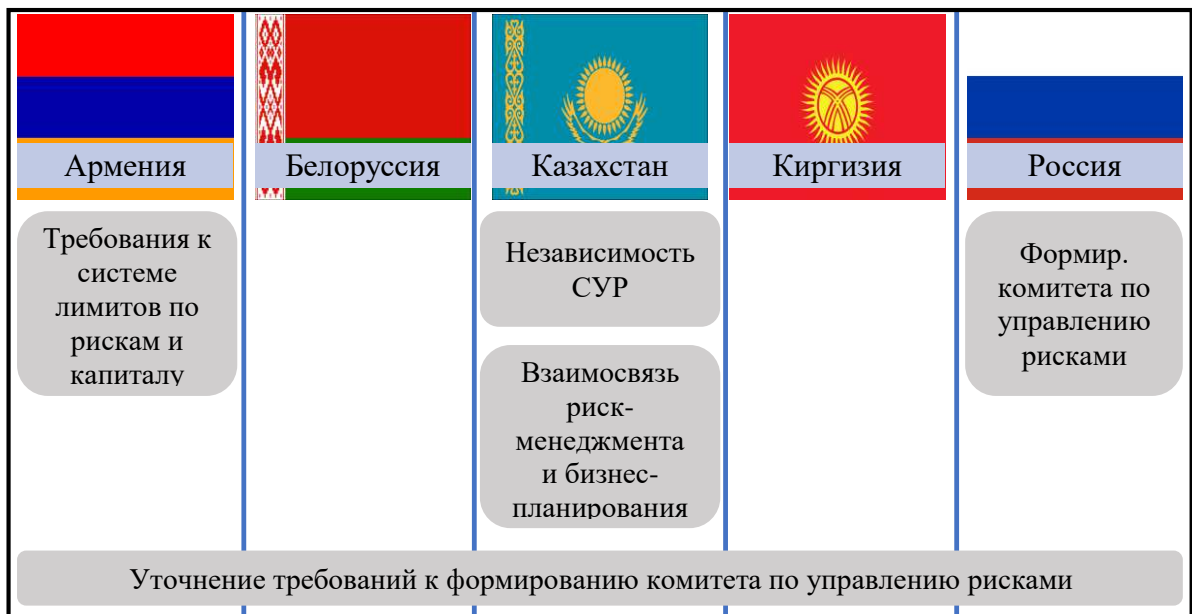 Армения
Белоруссия
Казахстан
Киргизия
Россия
Требования к
системе
лимитов по
рискам и
капиталу
Независимость
СУР
Взаимосвязь
риск-
менеджмента
и бизнес-
планирования
Формир.
комитета по
управлению
рисками
Уточнение требований к формированию комитета по управлению рисками